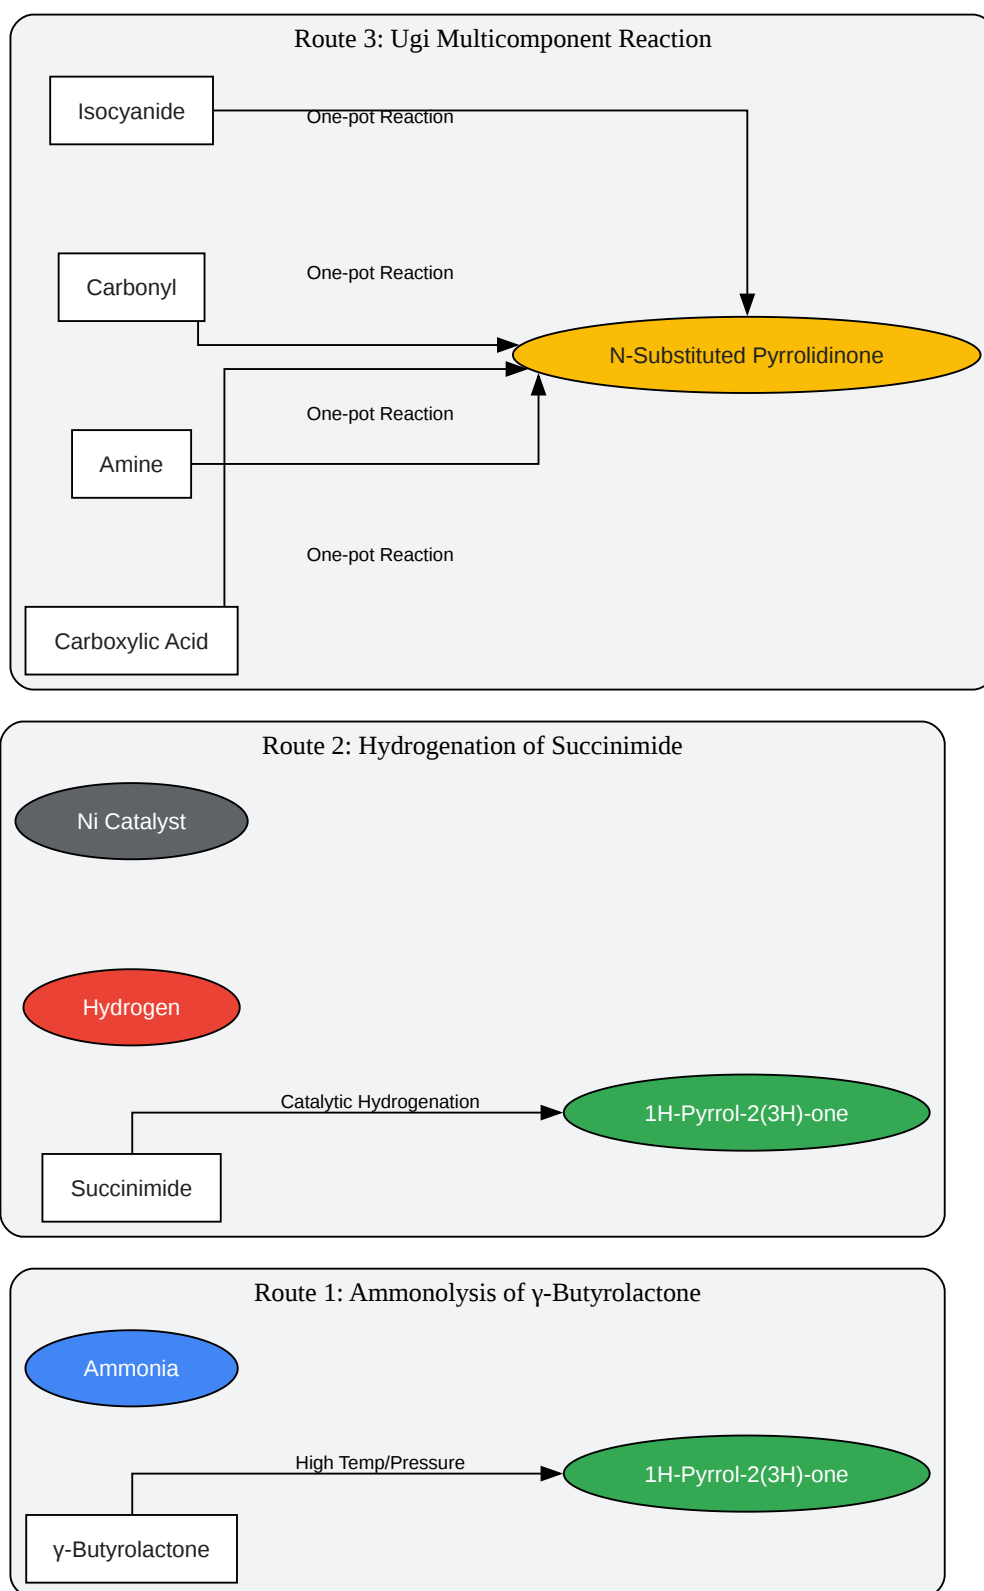 Route 3: Ugi Multicomponent Reaction
Isocyanide
One-pot Reaction
Carbonyl
One-pot Reaction
N-Substituted Pyrrolidinone
One-pot Reaction
Amine
One-pot Reaction
Carboxylic Acid
Route 2: Hydrogenation of Succinimide
Ni Catalyst
Hydrogen
Catalytic Hydrogenation
1H-Pyrrol-2(3H)-one
Succinimide
Route 1: Ammonolysis of γ-Butyrolactone
Ammonia
High Temp/Pressure
1H-Pyrrol-2(3H)-one
γ-Butyrolactone